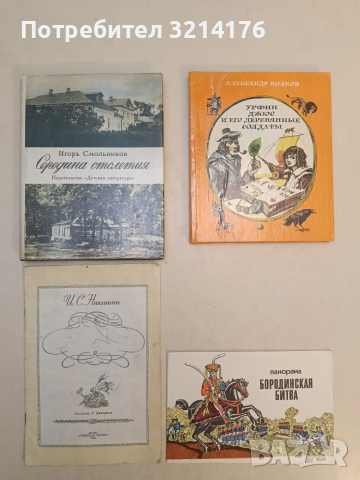 Потребител 3214176
Игорь Смольников
Середина столетия
Издательство «Детская литература»
АЛЕКСАНДР ВОЛКОВ
УРФИН
ДЖЮС
И ЕГО ДЕРЕВЯННЫЕ
СОЛДАТЫ
И.С. Никитин
панорама
БОРОДИНСКАЯ
БИТВА
bazar